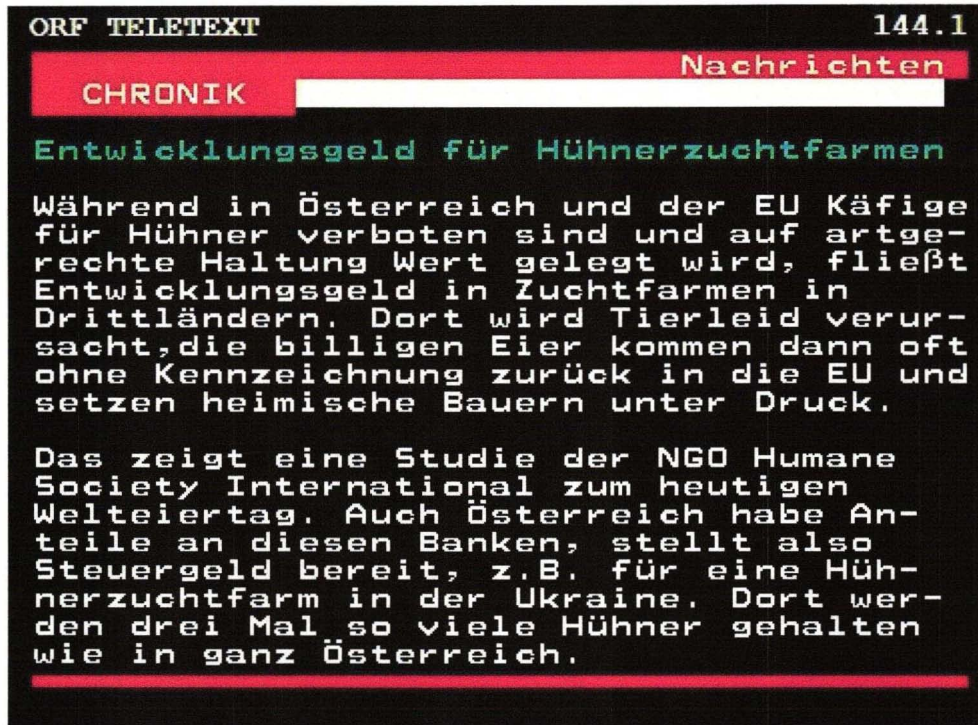 ORF TELETEXT 144.1
Nachrichten
CHRONIK
Entwicklungsgeld für Hühnerzuchtfarmen
Während in Österreich und der EU Käfige
für Hühner verboten sind und auf artge-
rechte Haltung Wert gelegt wird, fließt
Entwicklungsgeld in Zuchtfarmen in
Drittländern. Dort wird Tierleid verur-
sacht,die billigen Eier kommen dann oft
ohne Kennzeichnung zurück in die EU und
setzen heimische Bauern unter Druck.
Das zeigt eine Studie der NGO Humane
Society International zum heutigen
Welteiertag. Auch Österreich habe An-
teile an diesen Banken, stellt also
Steuergeld bereit, z.B. für eine Hüh-
nerzuchtfarm in der Ukraine. Dort wer-
den drei Mal so viele Hühner gehalten
wie in ganz Österreich.